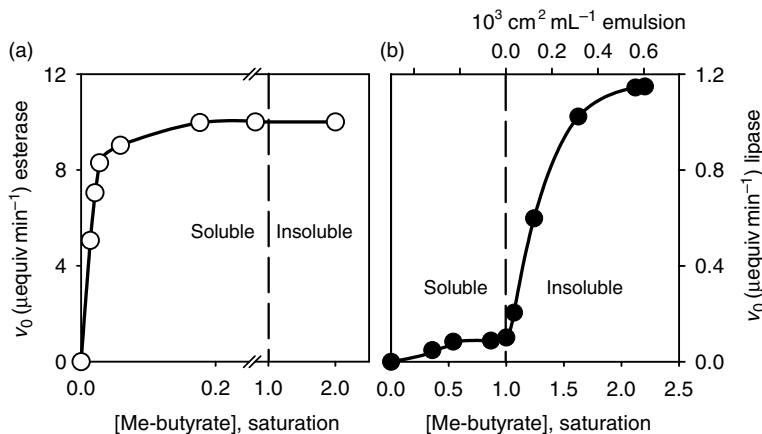 10³ cm² mL⁻¹ emulsion
0.0 0.2 0.4 0.6
(a)
(b)
12
8
4
0
v₀ (μequiv min⁻¹) esterase
Soluble
Insoluble
0.0 0.2 1.0 2.0
[Me-butyrate], saturation
1.2
0.8
0.4
0.0
v₀ (μequiv min⁻¹) lipase
Soluble
Insoluble
0.0 0.5 1.0 1.5 2.0 2.5
[Me-butyrate], saturation